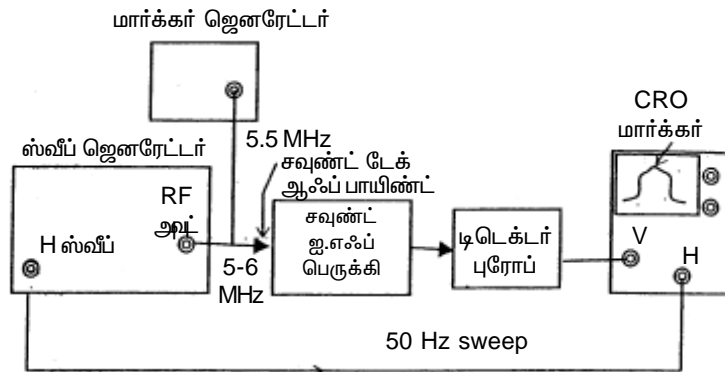 மார்க்கர் ஜெனரேட்டர்
CRO
மார்க்கர்
5.5 MHz
ஸ்வீப் ஜெனரேட்டர்
சவுண்ட் டேக்
ஆஃப் பாயிண்ட்
RF
அவுட்
H ஸ்வீப்
சவுண்ட்
ஐ.எஃப்
பெருக்கி
டிடெக்டர்
புரோப்
V
H
5-6
MHz
50 Hz sweep